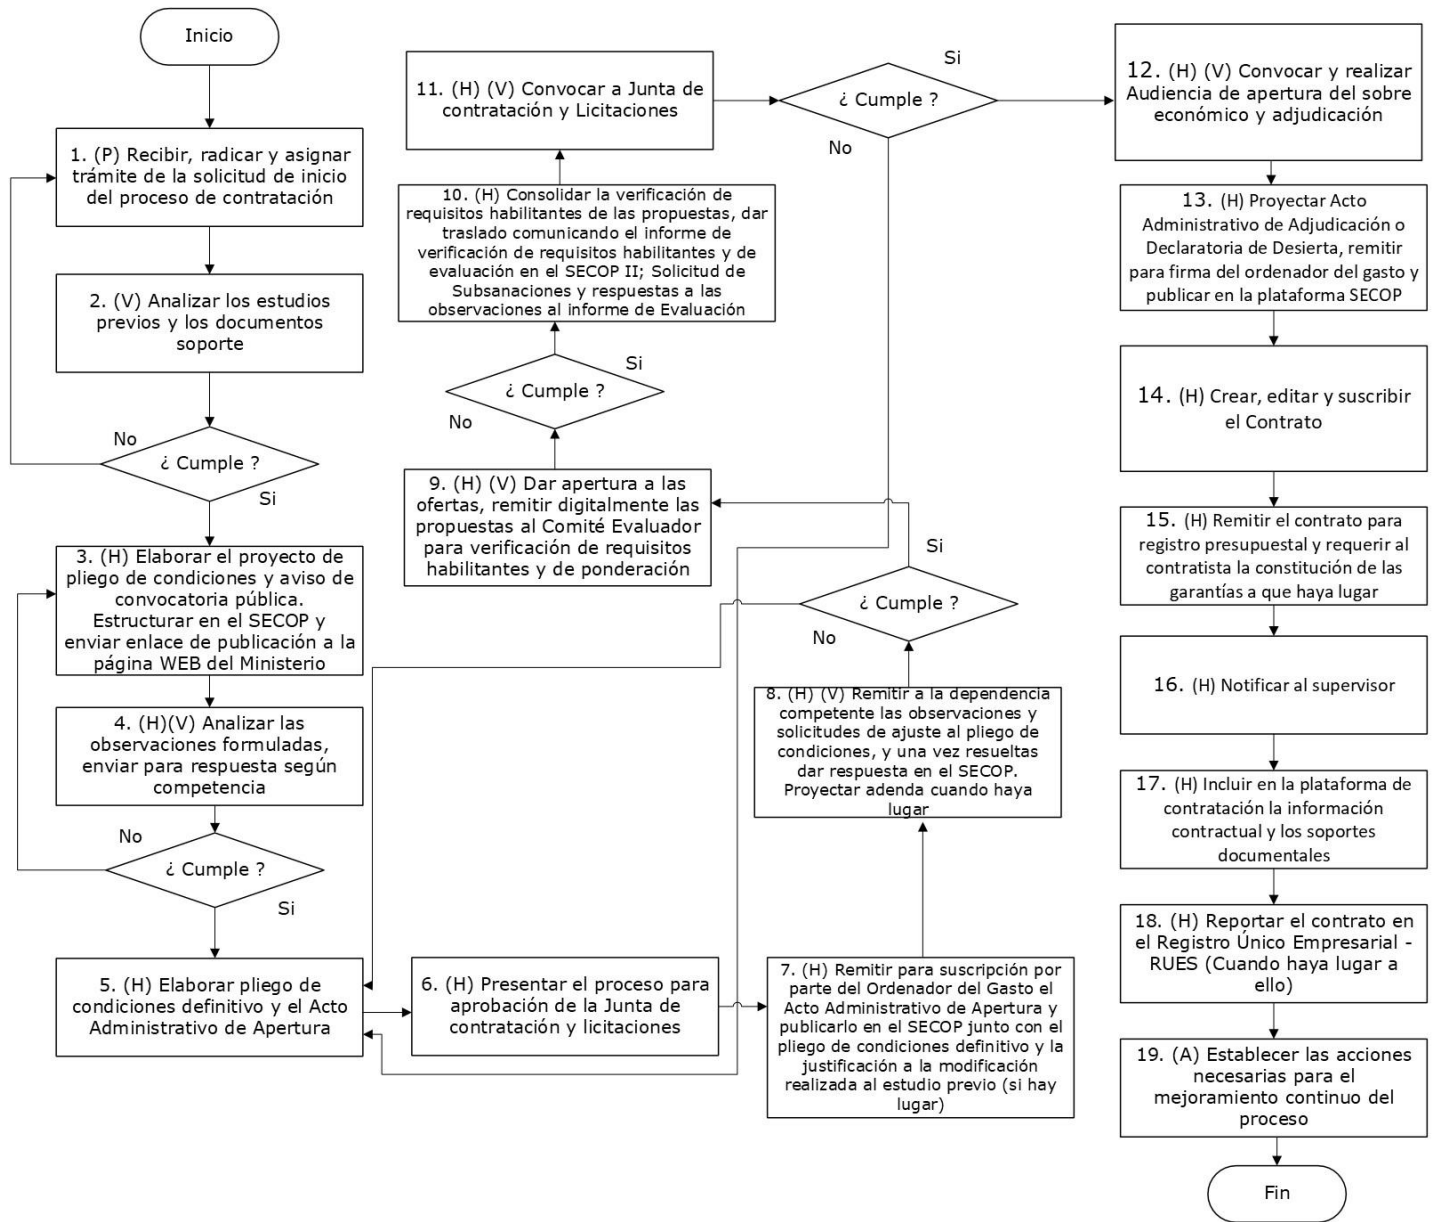 Inicio
1. (P) Recibir, radicar y asignar
trámite de la solicitud de inicio
del proceso de contratación
2. (V) Analizar los estudios
previos y los documentos
soporte
No
¿ Cumple ?
Si
3. (H) Elaborar el proyecto de
pliego de condiciones y aviso de
convocatoria pública.
Estructurar en el SECOP y
enviar enlace de publicación a la
página WEB del Ministerio
4. (H)(V) Analizar las
observaciones formuladas,
enviar para respuesta según
competencia
No
¿ Cumple ?
Si
5. (H) Elaborar pliego de
condiciones definitivo y el Acto
Administrativo de Apertura
6. (H) Presentar el proceso para
aprobación de la Junta de
contratación y licitaciones
7. (H) Remitir para suscripción por
parte del Ordenador del Gasto el
Acto Administrativo de Apertura y
publicarlo en el SECOP junto con el
pliego de condiciones definitivo y la
justificación a la modificación
realizada al estudio previo (si hay
lugar)
8. (H) (V) Remitir a la dependencia
competente las observaciones y
solicitudes de ajuste al pliego de
condiciones, y una vez resueltas
dar respuesta en el SECOP.
Proyectar adenda cuando haya
lugar
Si
¿ Cumple ?
No
9. (H) (V) Dar apertura a las
ofertas, remitir digitalmente las
propuestas al Comité Evaluador
para verificación de requisitos
habilitantes y de ponderación
Si
¿ Cumple ?
No
10. (H) Consolidar la verificación de
requisitos habilitantes de las propuestas, dar
traslado comunicando el informe de
verificación de requisitos habilitantes y de
evaluación en el SECOP II; Solicitud de
Subsanaciones y respuestas a las
observaciones al informe de Evaluación
11. (H) (V) Convocar a Junta de
contratación y Licitaciones
Si
¿ Cumple ?
No
12. (H) (V) Convocar y realizar
Audiencia de apertura del sobre
económico y adjudicación
13. (H) Proyectar Acto
Administrativo de Adjudicación o
Declaratoria de Desierta, remitir
para firma del ordenador del gasto y
publicar en la plataforma SECOP
14. (H) Crear, editar y suscribir
el Contrato
15. (H) Remitir el contrato para
registro presupuestal y requerir al
contratista la constitución de las
garantías a que haya lugar
16. (H) Notificar al supervisor
17. (H) Incluir en la plataforma de
contratación la información
contractual y los soportes
documentales
18. (H) Reportar el contrato en
el Registro Único Empresarial -
RUES (Cuando haya lugar a
ello)
19. (A) Establecer las acciones
necesarias para el
mejoramiento continuo del
proceso
Fin